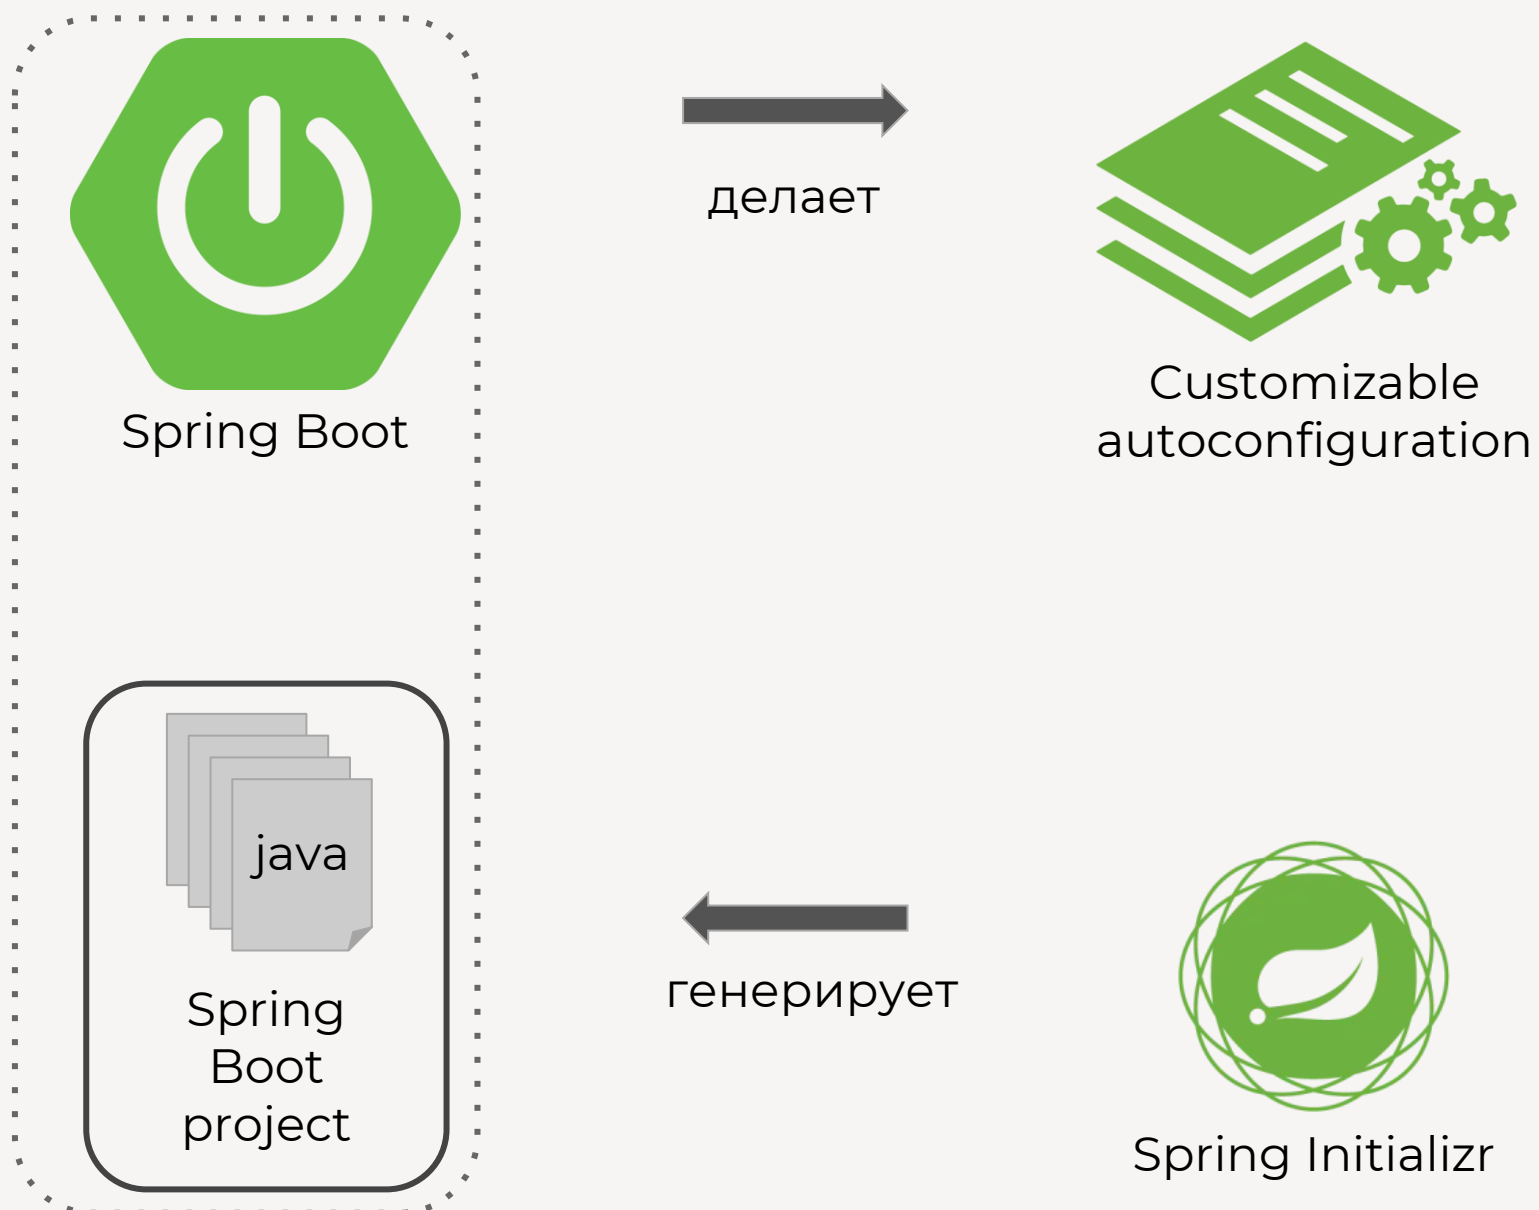 Spring Boot
делает
Customizable
autoconfiguration
java
Spring
Boot
project
генерирует
Spring Initializr